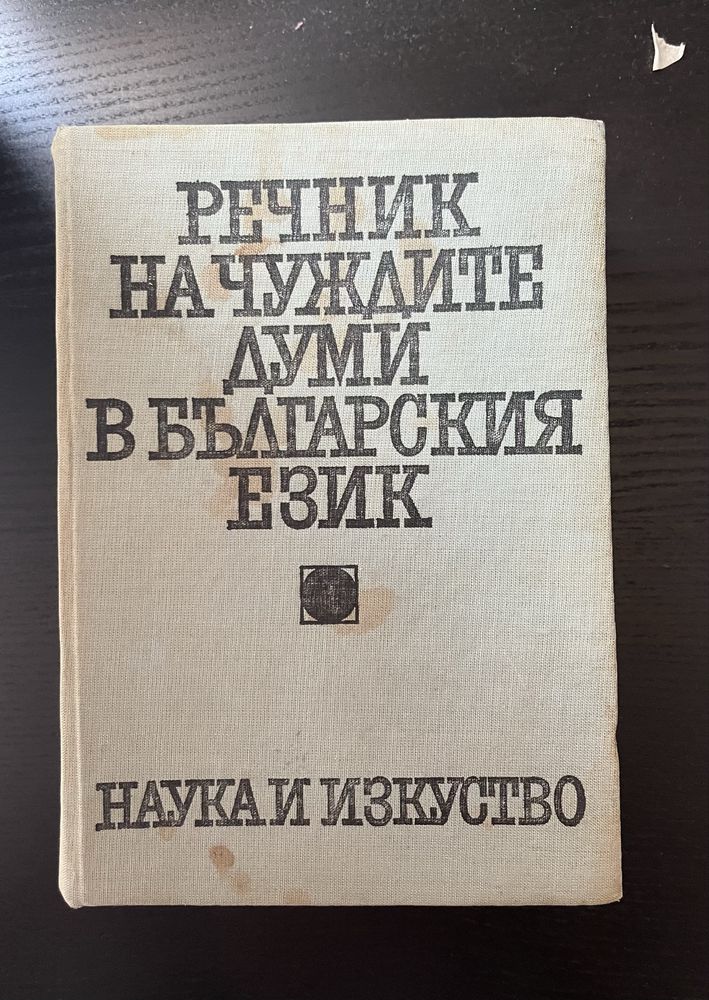 РЕЧНИК
НА ЧУЖДИТЕ
ДУМИ
В БЪЛГАРСКИЯ
ЕЗИК
НАУКА И ИЗКУСТВО